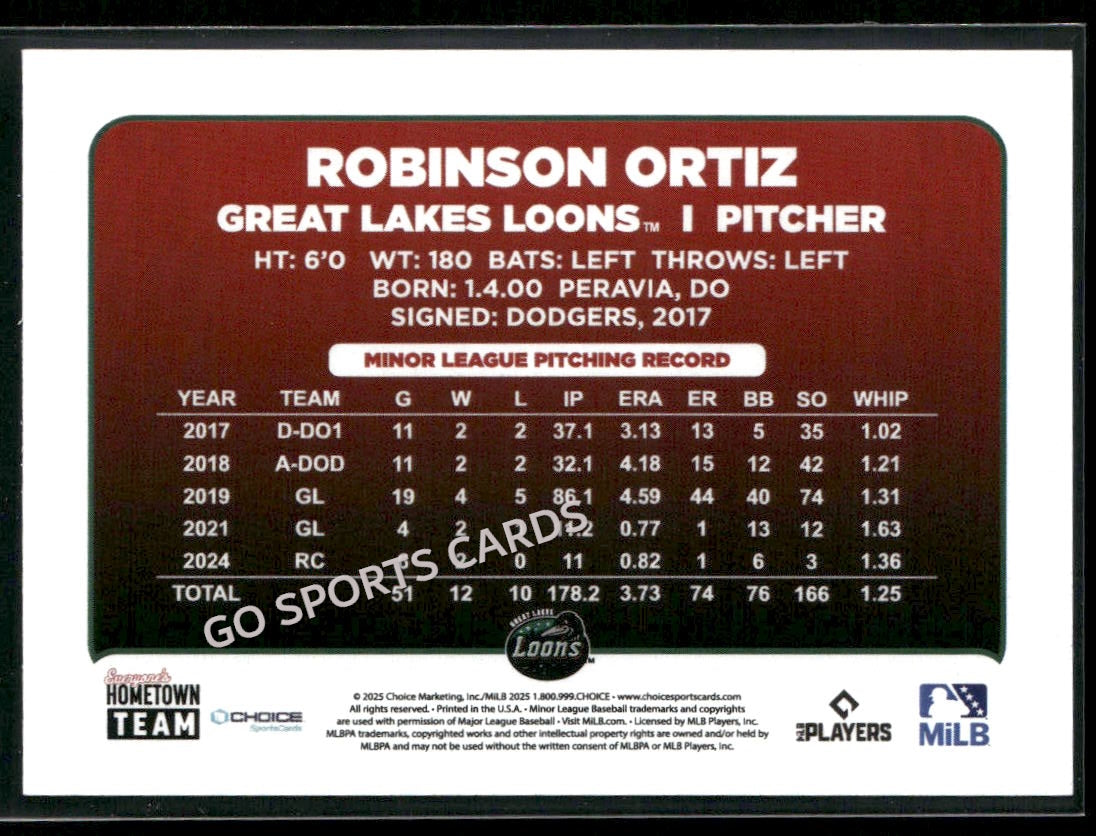 ROBINSON ORTIZ
GREAT LAKES LOONS™ I PITCHER
HT: 6'0 WT: 180 BATS: LEFT THROWS: LEFT
BORN: 1.4.00 PERAVIA, DO
SIGNED: DODGERS, 2017
MINOR LEAGUE PITCHING RECORD
YEAR TEAM G W L IP ERA ER BB SO WHIP
2017 D-DO1 11 2 2 37.1 3.13 13 5 35 1.02
2018 A-DOD 11 2 2 32.1 4.18 15 12 42 1.21
2019 GL 19 4 5 86.1 4.59 44 40 74 1.31
2021 GL 4 2 0.77 1 13 12 1.63
2024 RC 0 11 0.82 1 6 3 1.36
TOTAL 51 12 10 178.2 3.73 74 76 166 1.25
GO SPORTS CARDS
GREAT LAKES
Loons™
Everyone's
HOMETOWN
TEAM
CHOICE
SportsCards
© 2025 Choice Marketing, Inc./MiLB 2025 1.800.999.CHOICE • www.choicesportscards.com
All rights reserved. • Printed in the U.S.A. • Minor League Baseball trademarks and copyrights
are used with permission of Major League Baseball • Visit MiLB.com. • Licensed by MLB Players, Inc.
MLBPA trademarks, copyrighted works and other intellectual property rights are owned and/or held by
MLBPA and may not be used without the written consent of MLBPA or MLB Players, Inc.
MLB PLAYERS
MiLB